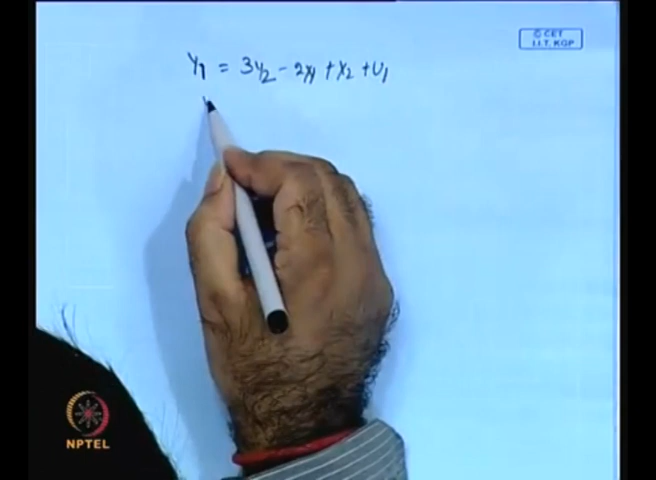 © CET
I.I.T. KGP
Y₁ = 3Y₂ - 2X₁ + X₂ + U₁
NPTEL